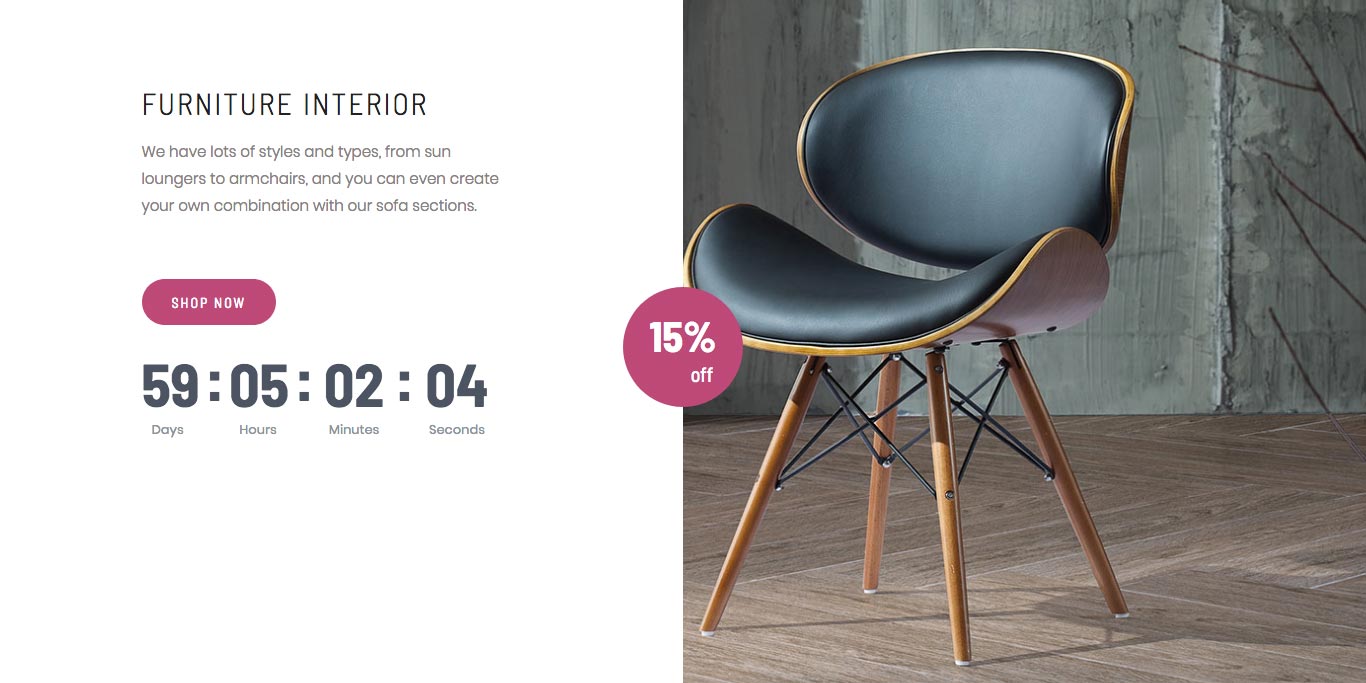 FURNITURE INTERIOR
We have lots of styles and types, from sun
loungers to armchairs, and you can even create
your own combination with our sofa sections.
SHOP NOW
59 : 05 : 02 : 04
Days Hours Minutes Seconds
15%
off